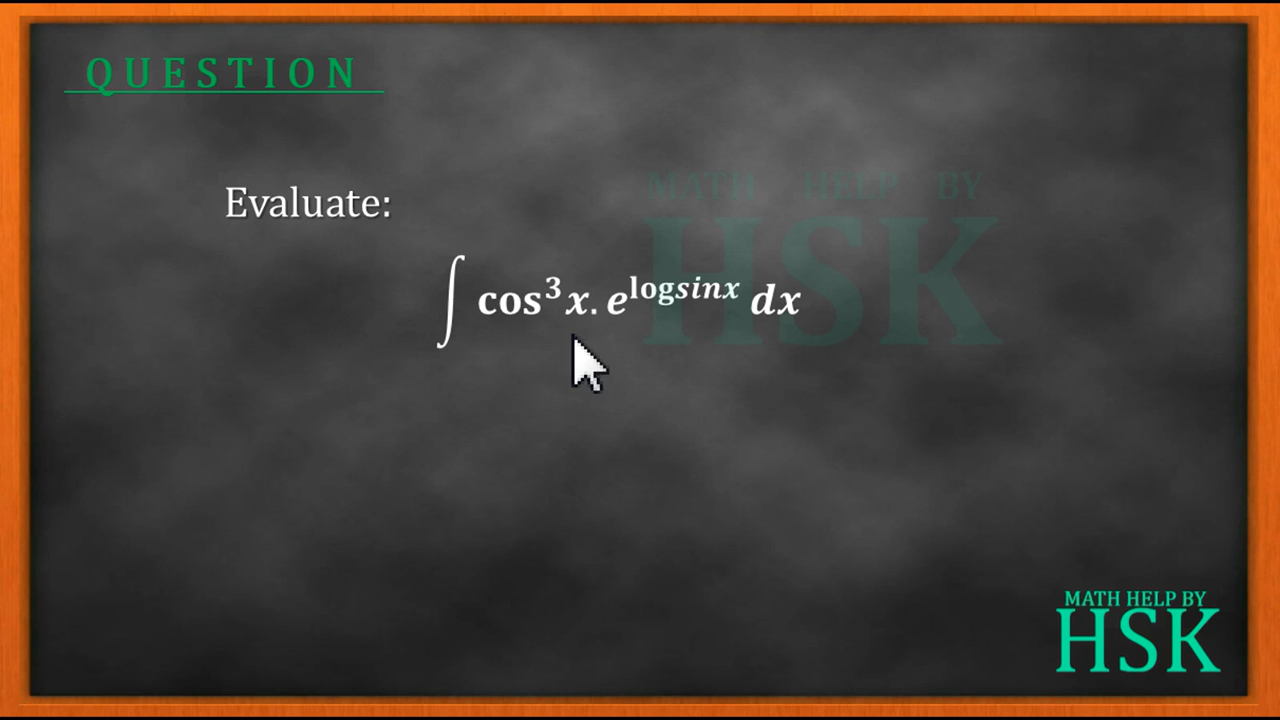 QUESTION
Evaluate:
∫ cos³x. e^{logsinx} dx
MATH HELP BY
HSK
MATH HELP BY
HSK